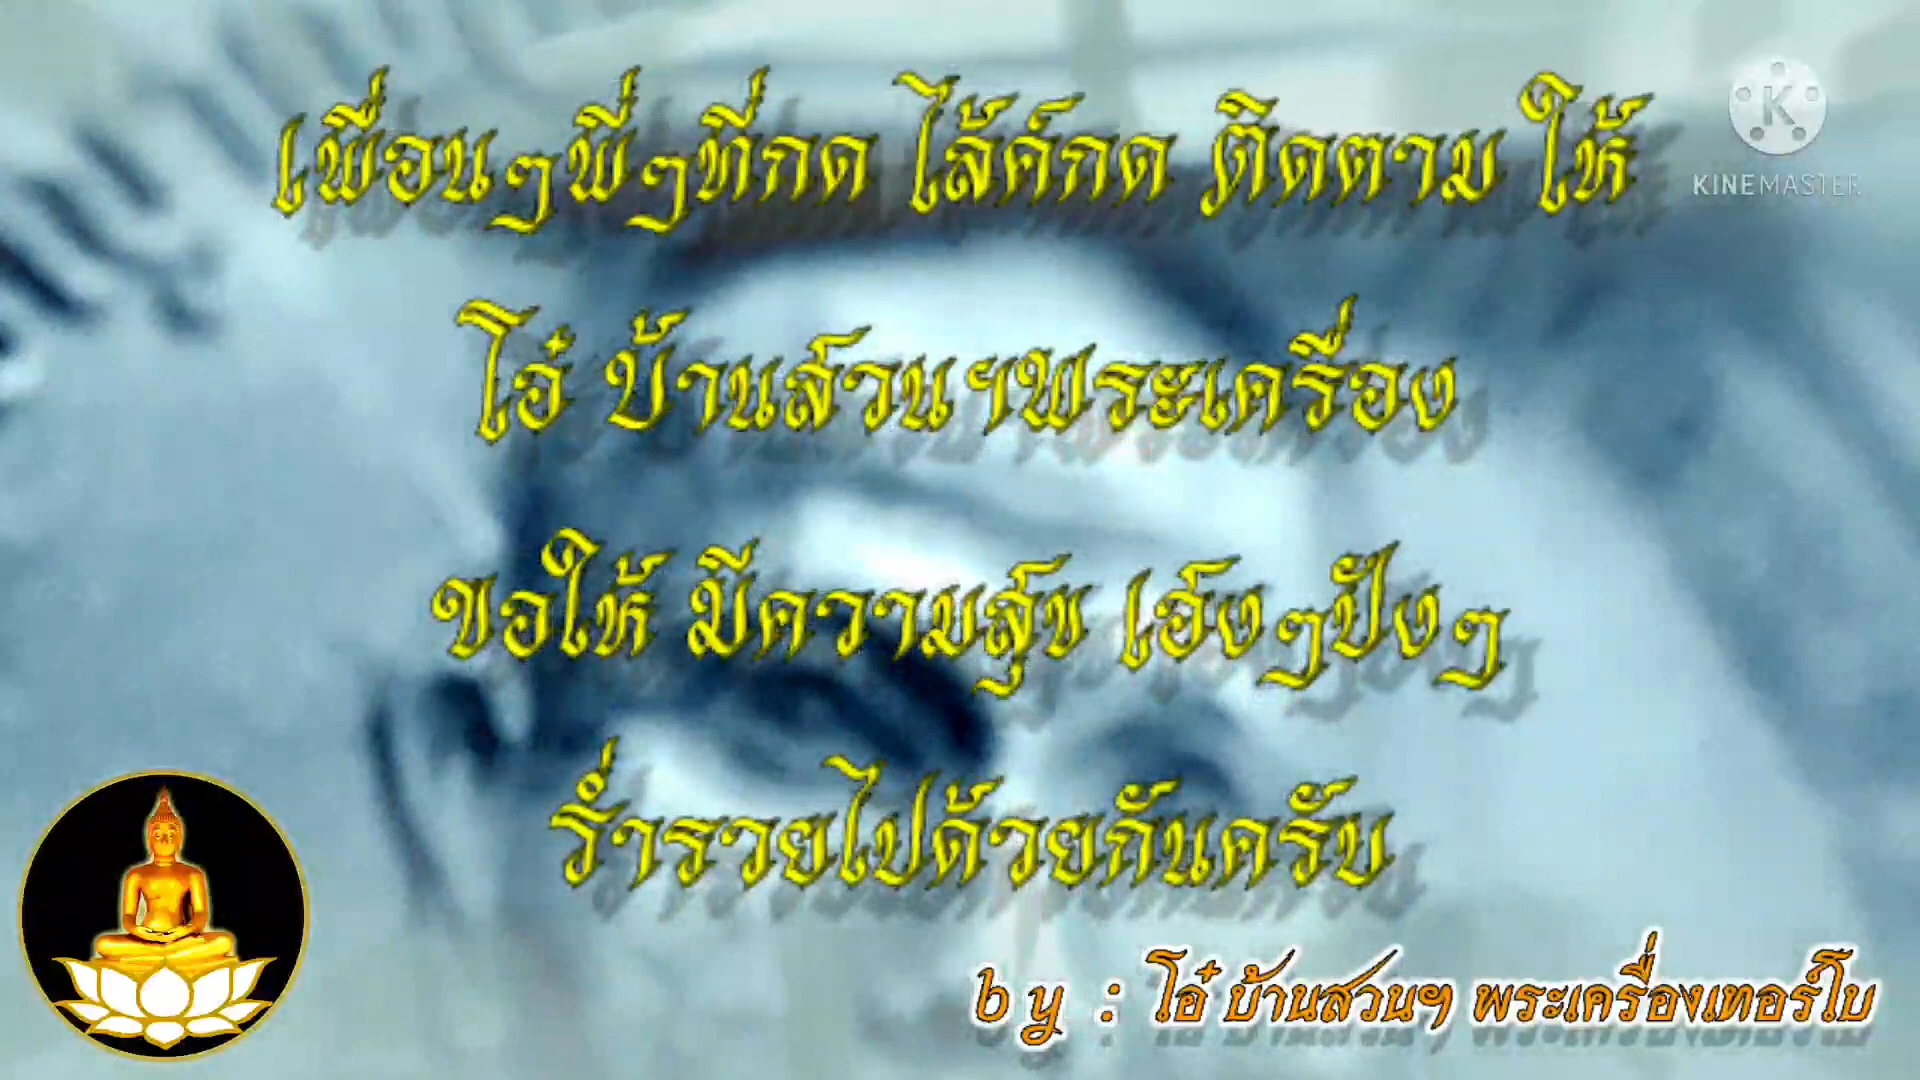 เพื่อนๆพี่ๆที่กด ไล้ค์กด ติดตาม ให้
KINEMASTER
โอ๋ บ้านส์วนฯพระเครื่อง
ขอให้ มีความสุ์ข เฮ์งๆปังๆ
ร่ำรวยไปด้วยกันครับ
by : โอ๋ บ้านสวนฯ พระเครื่องเทอร์โบ